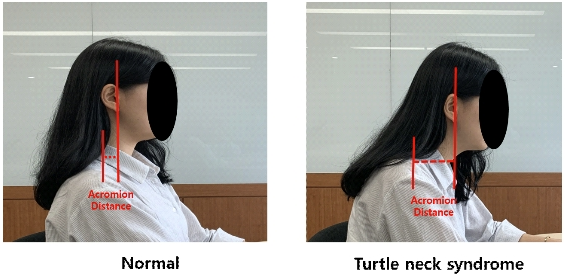 Acromion
Distance
Acromion
Distance
Normal
Turtle neck syndrome